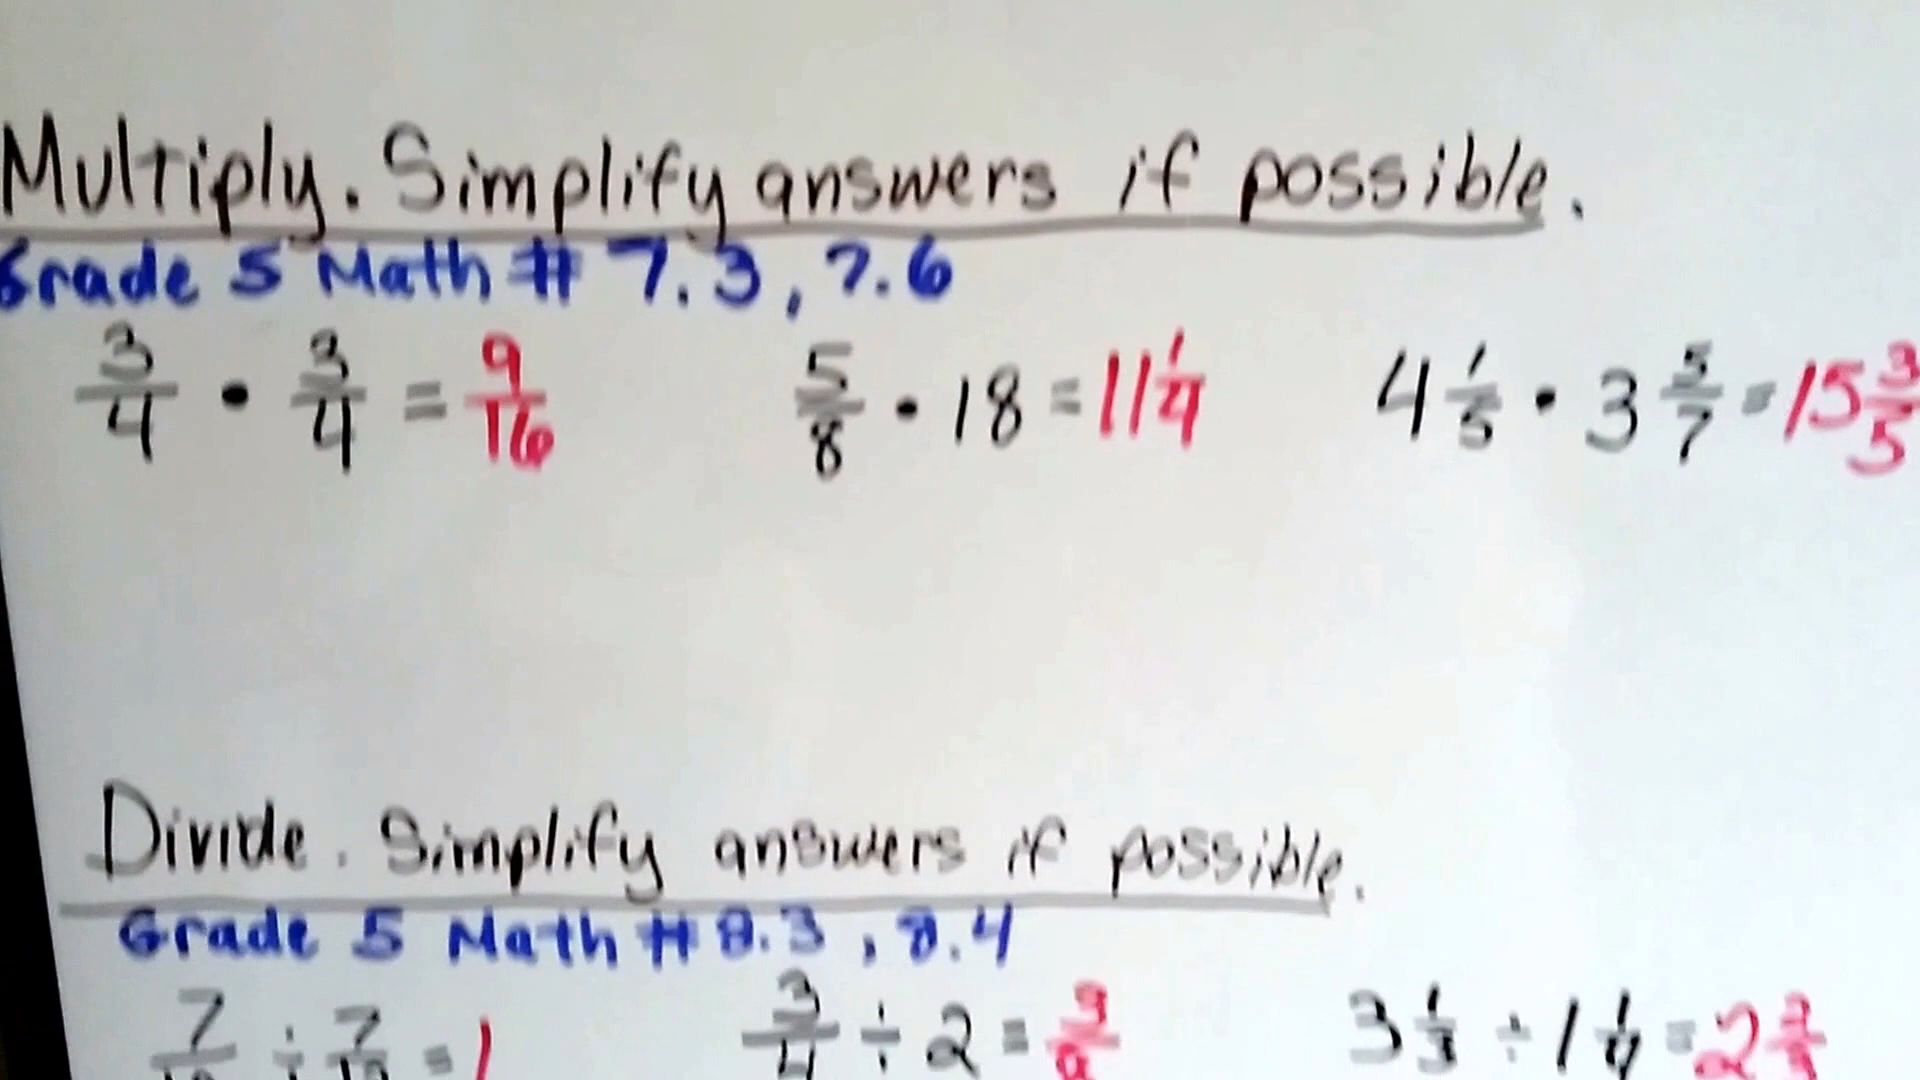 Multiply. Simplify answers if possible.
Grade 5 Math # 7.3, 7.6
3/4 • 3/4 = 9/16 5/8 • 18 = 11 1/4 4 1/5 • 3 5/7 = 15 3/5
Divide. Simplify answers if possible.
Grade 5 Math # 8.3, 8.4
3/4 ÷ 2 = 3/8 3 1/3 ÷ 1 1/4 = 2 2/3